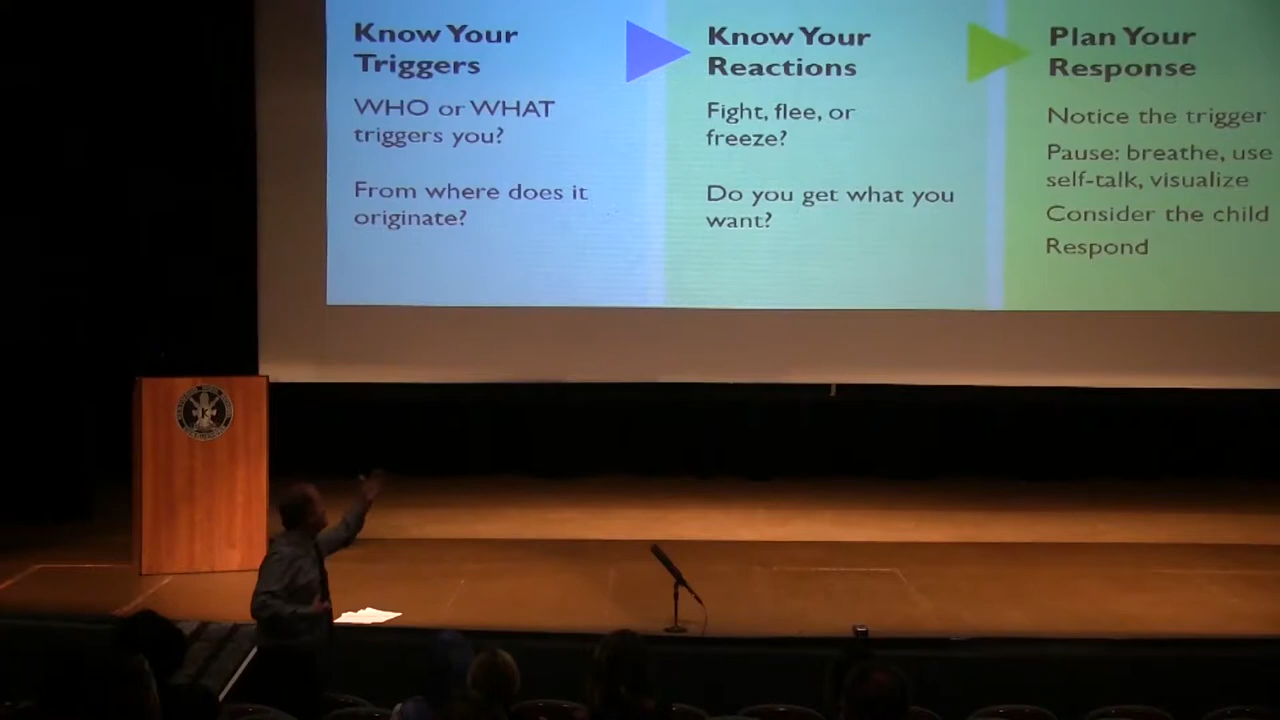 Know Your
Triggers
WHO or WHAT
triggers you?
From where does it
originate?
Know Your
Reactions
Fight, flee, or
freeze?
Do you get what you
want?
Plan Your
Response
Notice the trigger
Pause: breathe, use
self-talk, visualize
Consider the child
Respond
K